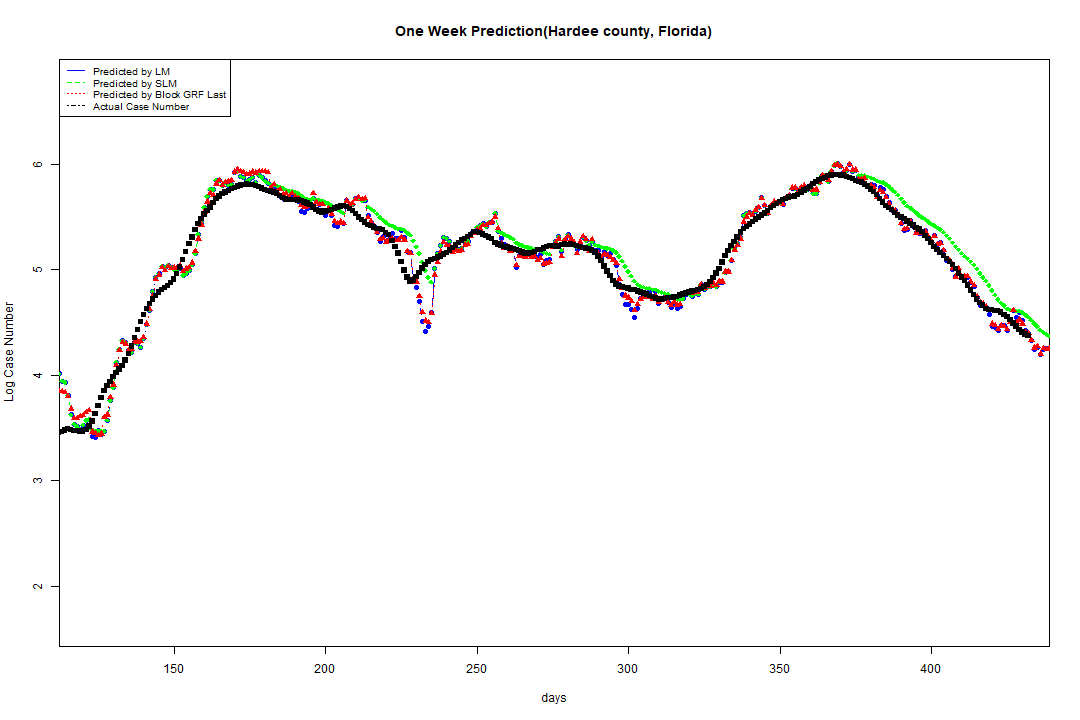 One Week Prediction(Hardee county, Florida)
Predicted by LM
Predicted by SLM
Predicted by Block GRF Last
Actual Case Number
6
5
4
3
2
Log Case Number
150 200 250 300 350 400
days